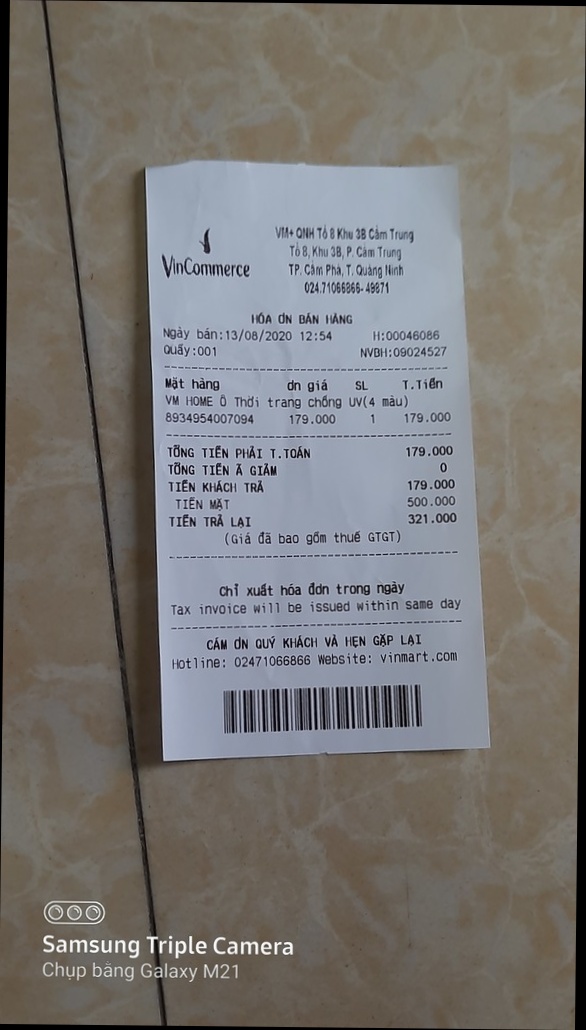 VinCommerce
VM+ QNH Tổ 8 Khu 3B Cẩm Trung
Tổ 8, Khu 3B, P. Cẩm Trung
TP. Cẩm Phả, T. Quảng Ninh
024.71066866- 49871
HÓA ƠN BÁN HÀNG
Ngày bán:13/08/2020 12:54 H:00046086
Quầy:001 NVBH:09024527
Mặt hàng ơn giá SL T.Tiền
VM HOME Ô Thời trang chống UV(4 màu)
8934954007094 179.000 1 179.000
TỔNG TIỀN PHẢI T.TOÁN 179.000
TỔNG TIỀN Ã GIẢM 0
TIỀN KHÁCH TRẢ 179.000
TIỀN MẶT 500.000
TIỀN TRẢ LẠI 321.000
(Giá đã bao gồm thuế GTGT)
Chỉ xuất hóa đơn trong ngày
Tax invoice will be issued within same day
CÁM ƠN QUÝ KHÁCH VÀ HẸN GẶP LẠI
Hotline: 02471066866 Website: vinmart.com
Samsung Triple Camera
Chụp bằng Galaxy M21